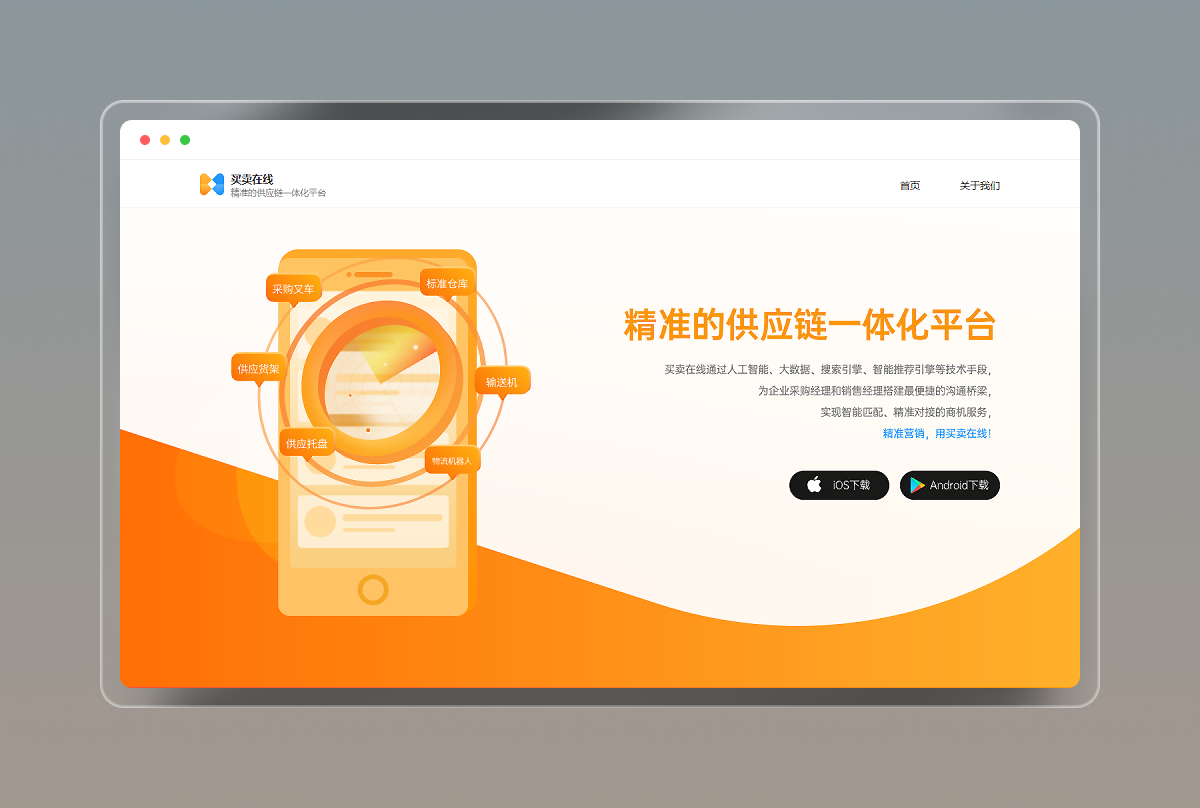 买卖在线
精准的供应链一体化平台
首页
关于我们
采购叉车
标准仓库
供应货架
输送机
供应托盘
物流机器人
精准的供应链一体化平台
买卖在线通过人工智能、大数据、搜索引擎、智能推荐引擎等技术手段,
为企业采购经理和销售经理搭建最便捷的沟通桥梁,
实现智能匹配、精准对接的商机服务,
精准营销，用买卖在线!
iOS下载
Android下载